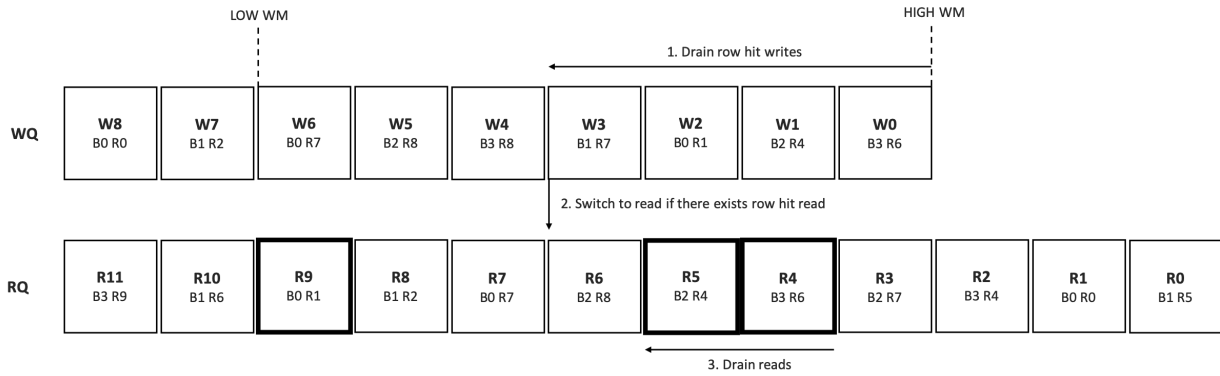 LOW WM
HIGH WM
1. Drain row hit writes
WQ
W8
B0 R0
W7
B1 R2
W6
B0 R7
W5
B2 R8
W4
B3 R8
W3
B1 R7
W2
B0 R1
W1
B2 R4
W0
B3 R6
2. Switch to read if there exists row hit read
RQ
R11
B3 R9
R10
B1 R6
R9
B0 R1
R8
B1 R2
R7
B0 R7
R6
B2 R8
R5
B2 R4
R4
B3 R6
R3
B2 R7
R2
B3 R4
R1
B0 R0
R0
B1 R5
3. Drain reads